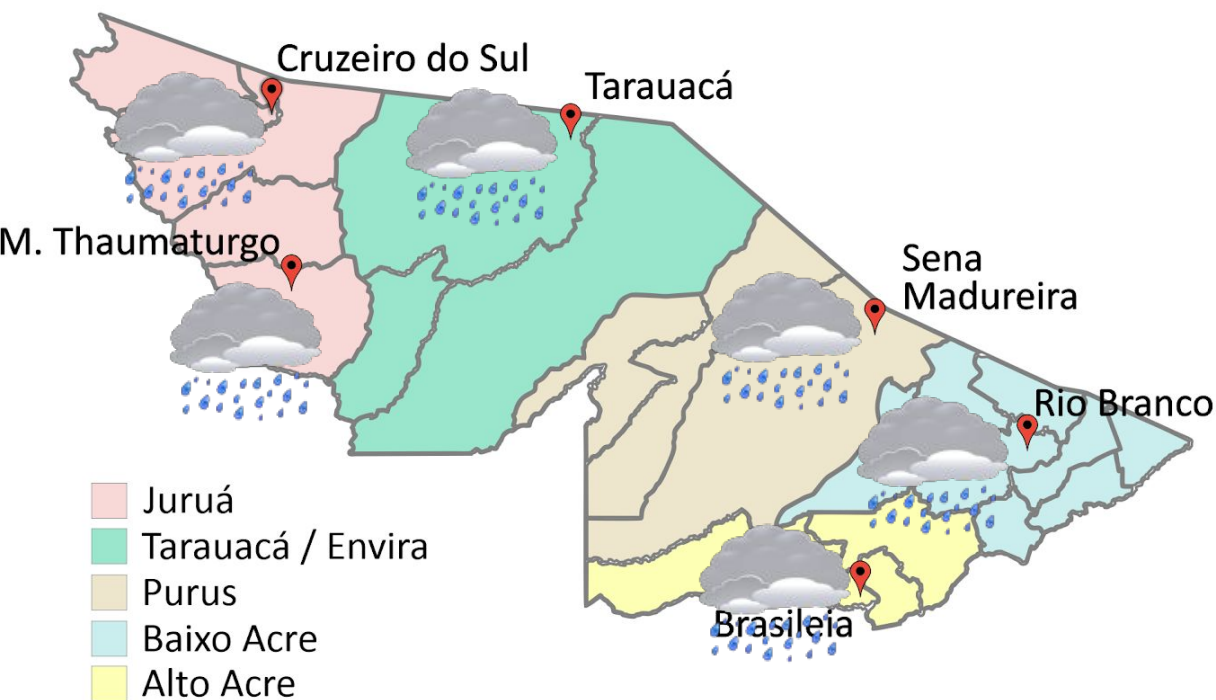 Cruzeiro do Sul
Tarauacá
M. Thaumaturgo
Sena
Madureira
Rio Branco
Brasileia
Juruá
Tarauacá / Envira
Purus
Baixo Acre
Alto Acre